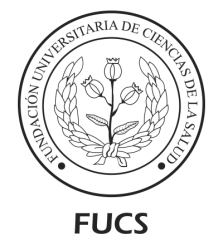 FUNDACIÓN UNIVERSITARIA DE CIENCIAS DE LA SALUD
FUCS